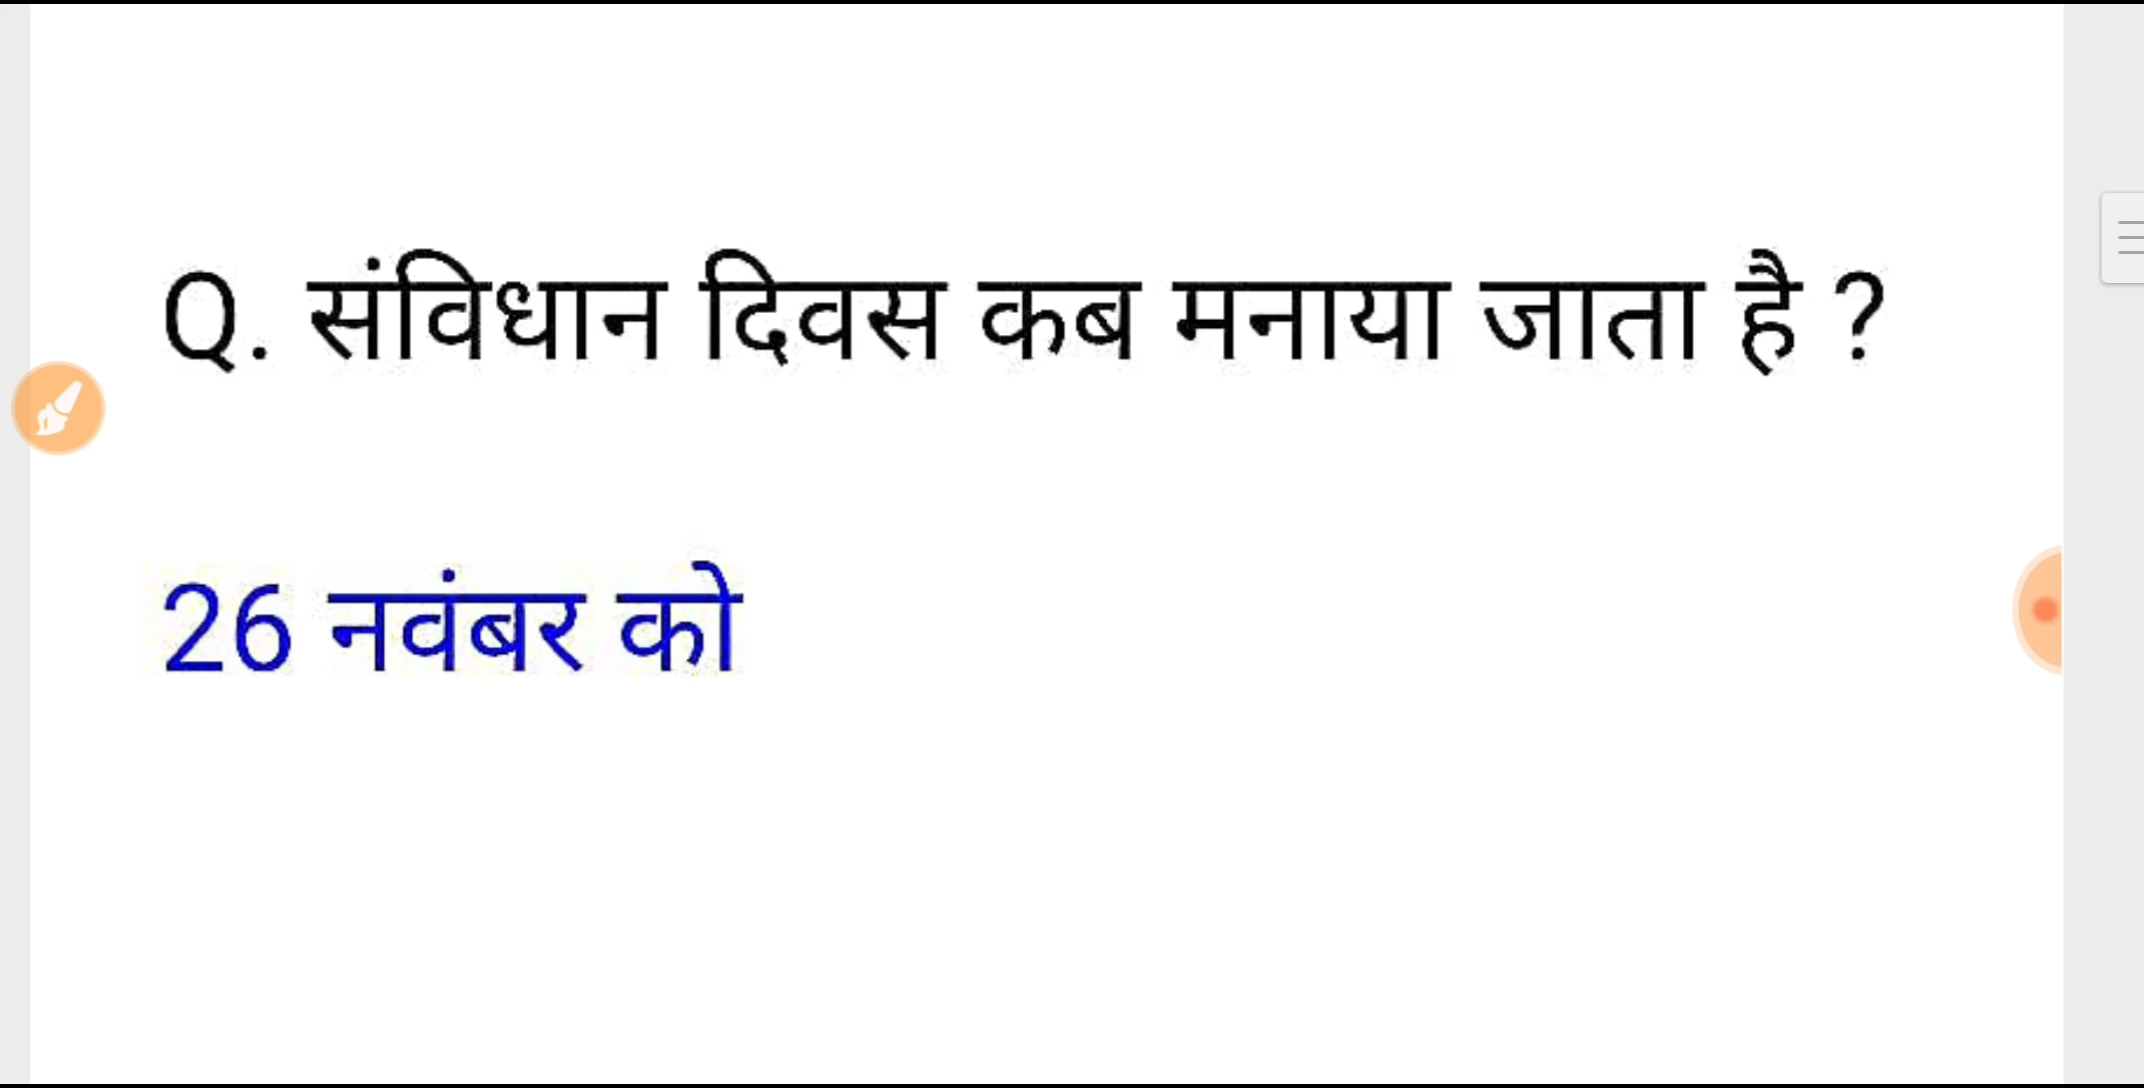 Q. संविधान दिवस कब मनाया जाता है ?
26 नवंबर को